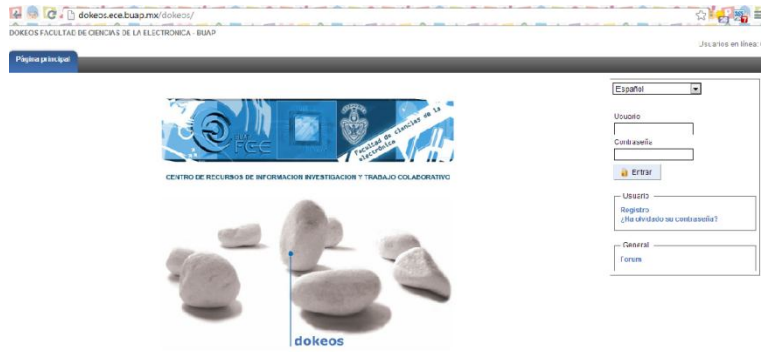 dokeos.ece.buap.mx/dokeos/
DOKEOS FACULTAD DE CIENCIAS DE LA ELECTRONICA - BUAP
Usuarios en línea:
Página principal
Español
Usuario
Contraseña
FCE
Facultad de ciencias de la electrónica
Entrar
CENTRO DE RECURSOS DE INFORMACION INVESTIGACION Y TRABAJO COLABORATIVO
Usuario
Registro
¿Ha olvidado su contraseña?
General
Forum
dokeos